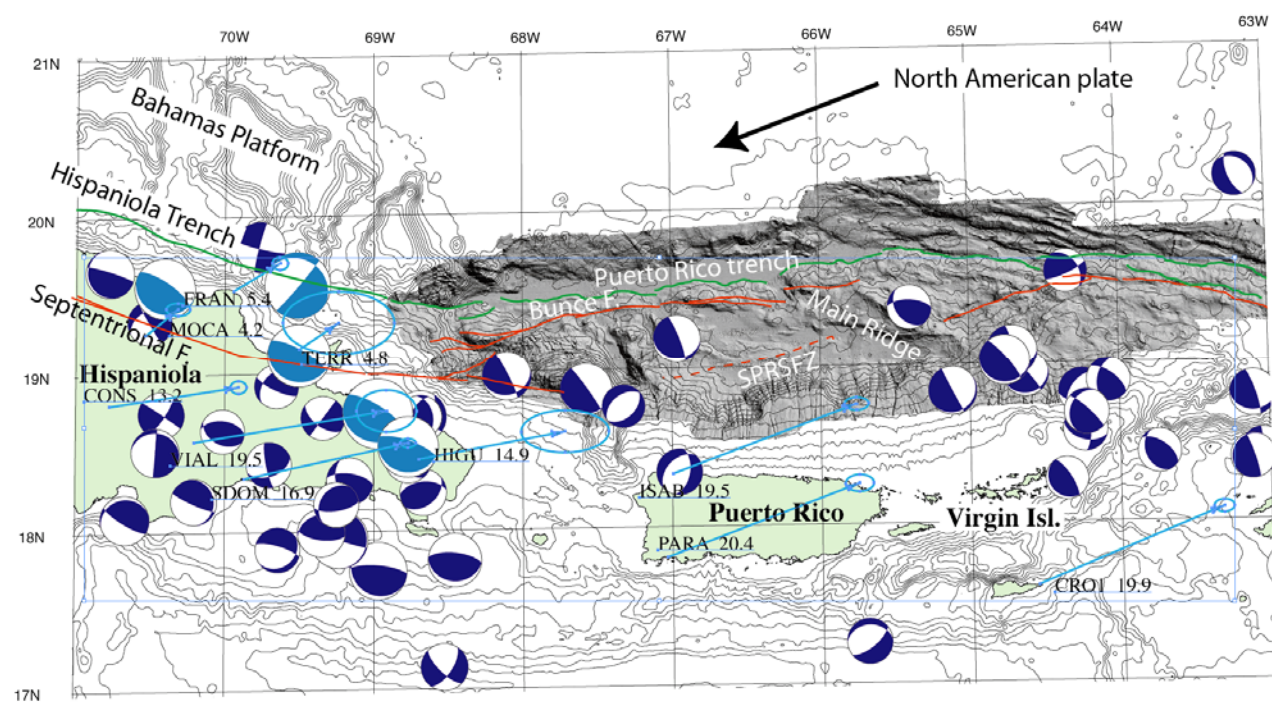 70W 69W 68W 67W 66W 65W 64W 63W
21N
North American plate
Bahamas Platform
Hispaniola Trench
20N
Puerto Rico trench
FRAN 5.4
Bunce F.
Septentrional F.
MOCA 4.2
Main Ridge
TERR 4.8
Hispaniola
19N
SPRSFZ
CONS 13.2
VIAL 19.5
HIGU 14.9
SDOM 16.9
ISAB 19.5
Puerto Rico
Virgin Isl.
18N
PARA 20.4
CRO1 19.9
17N